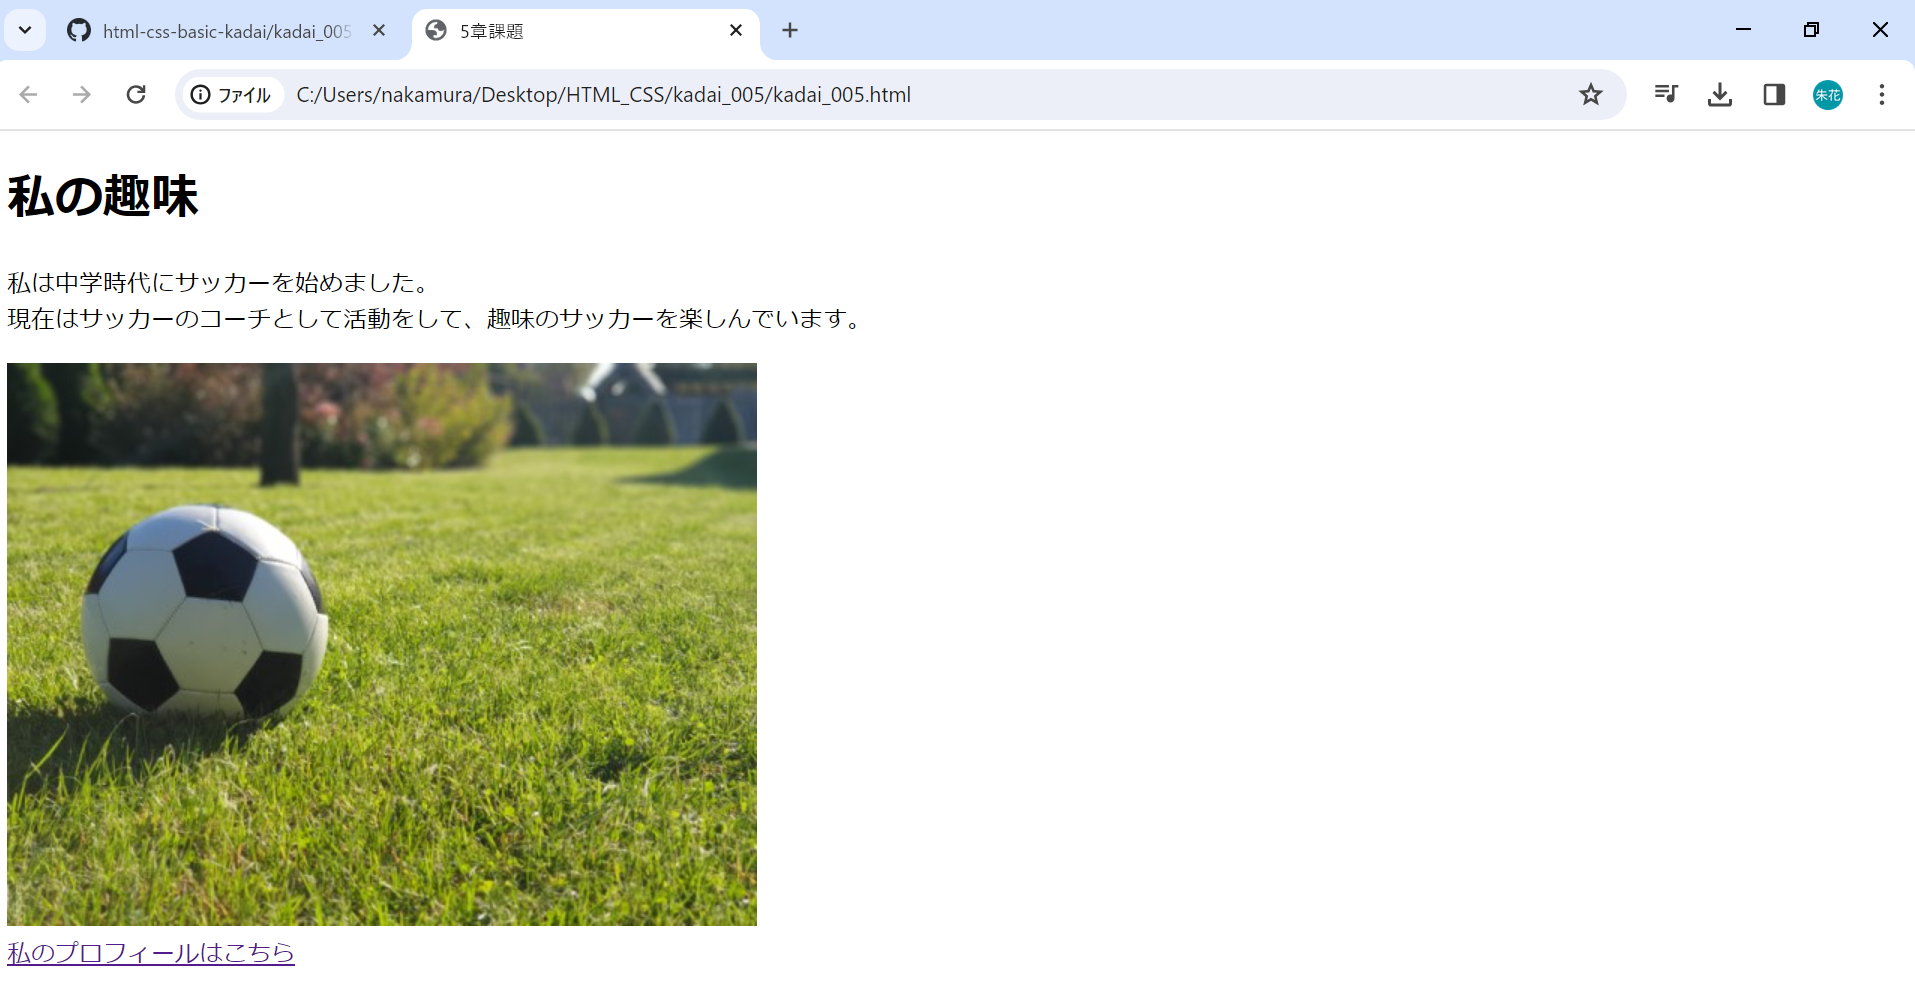 html-css-basic-kadai/kadai_005
5章課題
ファイル
C:/Users/nakamura/Desktop/HTML_CSS/kadai_005/kadai_005.html
朱花
私の趣味
私は中学時代にサッカーを始めました。
現在はサッカーのコーチとして活動をして、趣味のサッカーを楽しんでいます。
私のプロフィールはこちら